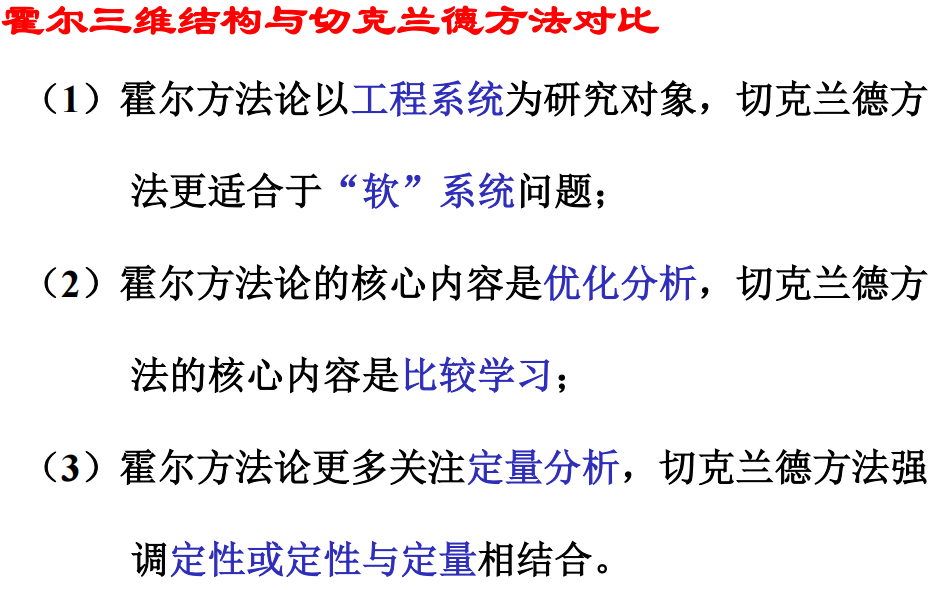 霍尔三维结构与切克兰德方法对比
（1）霍尔方法论以工程系统为研究对象，切克兰德方
法更适合于“软”系统问题；
（2）霍尔方法论的核心内容是优化分析，切克兰德方
法的核心内容是比较学习；
（3）霍尔方法论更多关注定量分析，切克兰德方法强
调定性或定性与定量相结合。